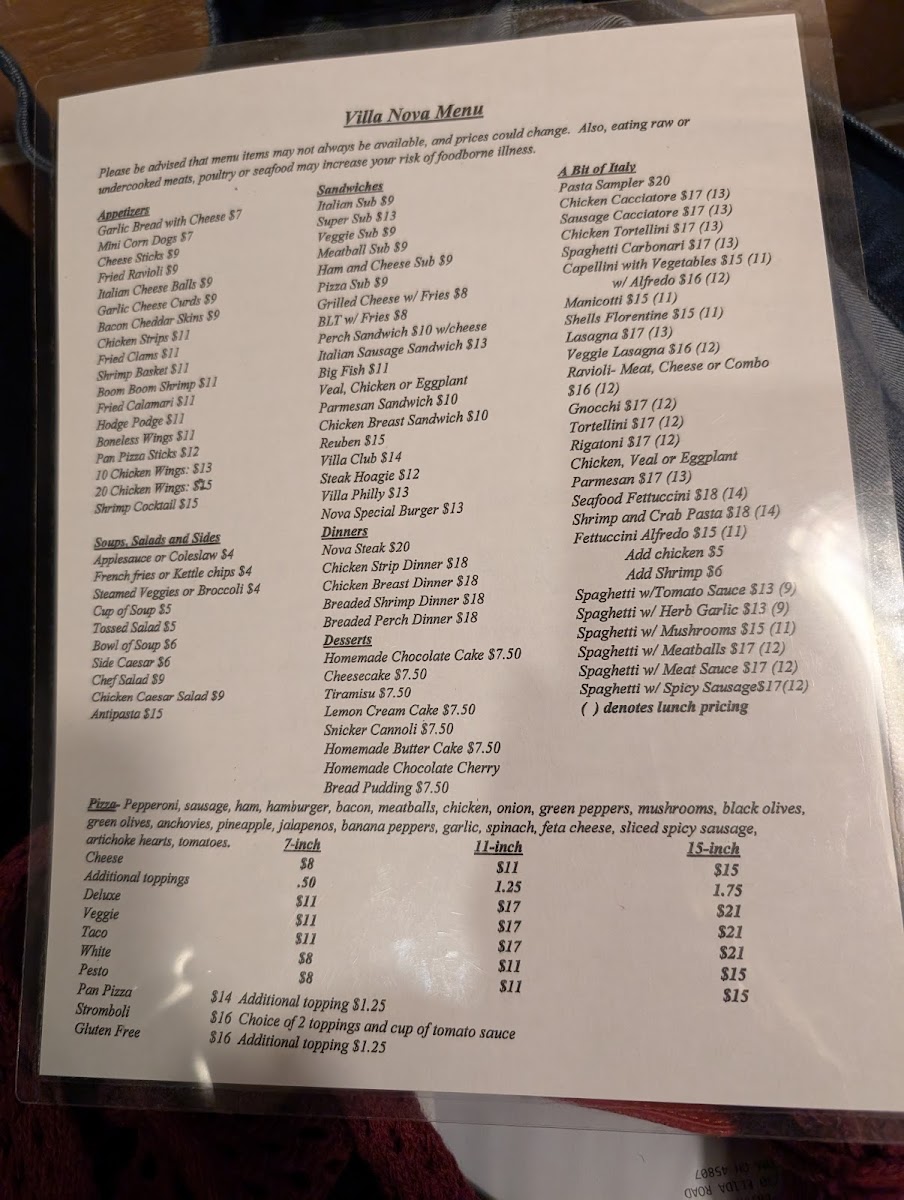 Villa Nova Menu
Please be advised that menu items may not always be available, and prices could change. Also, eating raw or
undercooked meats, poultry or seafood may increase your risk of foodborne illness.
Appetizers
Garlic Bread with Cheese $7
Mini Corn Dogs $7
Cheese Sticks $9
Fried Ravioli $9
Italian Cheese Balls $9
Garlic Cheese Curds $9
Bacon Cheddar Skins $9
Chicken Strips $11
Fried Clams $11
Shrimp Basket $11
Boom Boom Shrimp $11
Fried Calamari $11
Hodge Podge $11
Boneless Wings $11
Pan Pizza Sticks $12
10 Chicken Wings: $13
20 Chicken Wings: $25
Shrimp Cocktail $15
Soups, Salads and Sides
Applesauce or Coleslaw $4
French fries or Kettle chips $4
Steamed Veggies or Broccoli $4
Cup of Soup $5
Tossed Salad $5
Bowl of Soup $6
Side Caesar $6
Chef Salad $9
Chicken Caesar Salad $9
Antipasta $15
Sandwiches
Italian Sub $9
Super Sub $13
Veggie Sub $9
Meatball Sub $9
Ham and Cheese Sub $9
Pizza Sub $9
Grilled Cheese w/ Fries $8
BLT w/ Fries $8
Perch Sandwich $10 w/cheese
Italian Sausage Sandwich $13
Big Fish $11
Veal, Chicken or Eggplant
Parmesan Sandwich $10
Chicken Breast Sandwich $10
Reuben $15
Villa Club $14
Steak Hoagie $12
Villa Philly $13
Nova Special Burger $13
Dinners
Nova Steak $20
Chicken Strip Dinner $18
Chicken Breast Dinner $18
Breaded Shrimp Dinner $18
Breaded Perch Dinner $18
Desserts
Homemade Chocolate Cake $7.50
Cheesecake $7.50
Tiramisu $7.50
Lemon Cream Cake $7.50
Snicker Cannoli $7.50
Homemade Butter Cake $7.50
Homemade Chocolate Cherry
Bread Pudding $7.50
A Bit of Italy
Pasta Sampler $20
Chicken Cacciatore $17 (13)
Sausage Cacciatore $17 (13)
Chicken Tortellini $17 (13)
Spaghetti Carbonari $17 (13)
Capellini with Vegetables $15 (11)
w/ Alfredo $16 (12)
Manicotti $15 (11)
Shells Florentine $15 (11)
Lasagna $17 (13)
Veggie Lasagna $16 (12)
Ravioli- Meat, Cheese or Combo
$16 (12)
Gnocchi $17 (12)
Tortellini $17 (12)
Rigatoni $17 (12)
Chicken, Veal or Eggplant
Parmesan $17 (13)
Seafood Fettuccini $18 (14)
Shrimp and Crab Pasta $18 (14)
Fettuccini Alfredo $15 (11)
Add chicken $5
Add Shrimp $6
Spaghetti w/Tomato Sauce $13 (9)
Spaghetti w/ Herb Garlic $13 (9)
Spaghetti w/ Mushrooms $15 (11)
Spaghetti w/ Meatballs $17 (12)
Spaghetti w/ Meat Sauce $17 (12)
Spaghetti w/ Spicy Sausage$17(12)
( ) denotes lunch pricing
Pizza- Pepperoni, sausage, ham, hamburger, bacon, meatballs, chicken, onion, green peppers, mushrooms, black olives,
green olives, anchovies, pineapple, jalapenos, banana peppers, garlic, spinach, feta cheese, sliced spicy sausage,
artichoke hearts, tomatoes.
7-inch 11-inch 15-inch
Cheese $8 $11 $15
Additional toppings .50 1.25 1.75
Deluxe $11 $17 $21
Veggie $11 $17 $21
Taco $11 $17 $21
White $8 $11 $15
Pesto $8 $11 $15
Pan Pizza $14 Additional topping $1.25
Stromboli $16 Choice of 2 toppings and cup of tomato sauce
Gluten Free $16 Additional topping $1.25
ELIDA ROAD
OH 45807